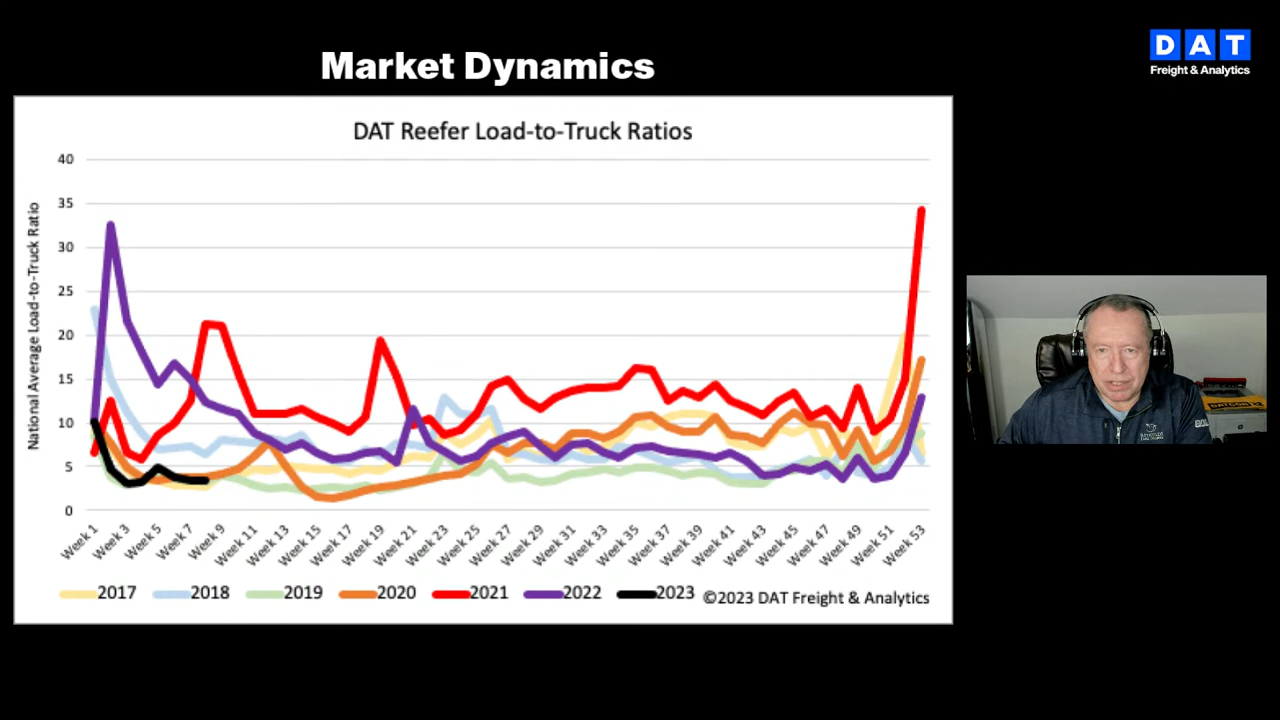 Market Dynamics
DAT
Freight & Analytics
DAT Reefer Load-to-Truck Ratios
National Average Load-to-Truck Ratio
40
35
30
25
20
15
10
5
0
Week 1
Week 3
Week 5
Week 7
Week 9
Week 11
Week 13
Week 15
Week 17
Week 19
Week 21
Week 23
Week 25
Week 27
Week 29
Week 31
Week 33
Week 35
Week 37
Week 39
Week 41
Week 43
Week 45
Week 47
Week 49
Week 51
Week 53
2017 2018 2019 2020 2021 2022 2023
©2023 DAT Freight & Analytics